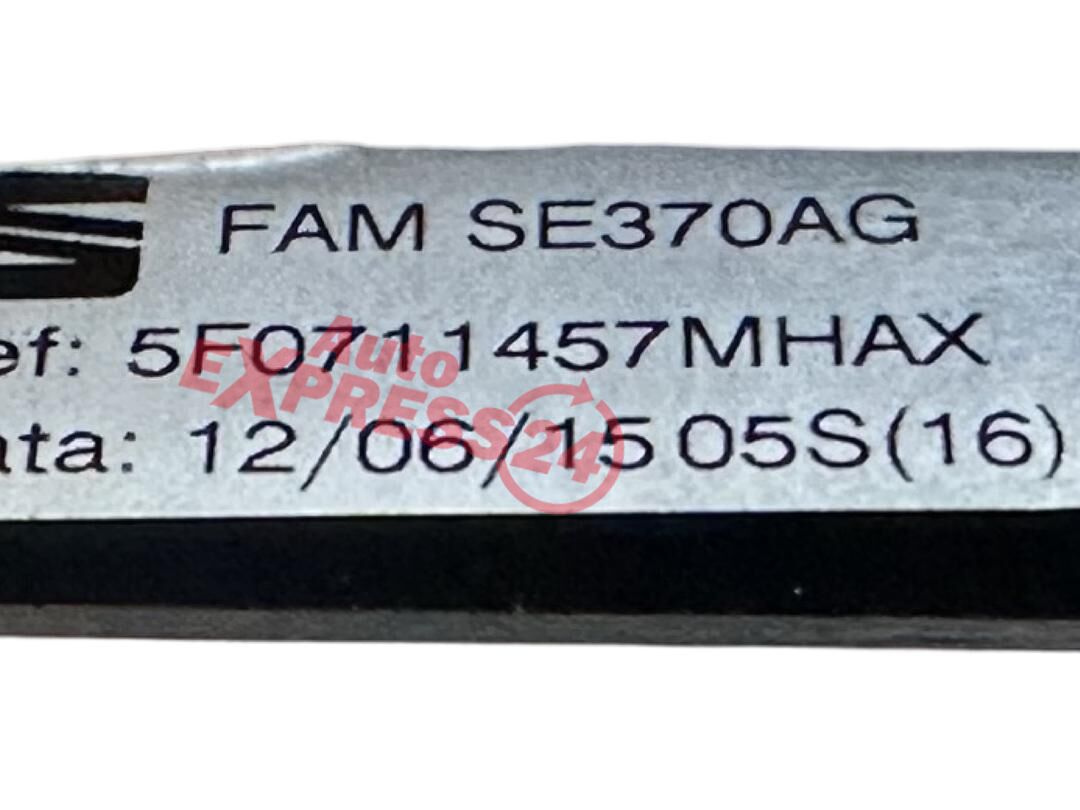 FAM SE370AG
ef: 5F0711457MHAX
ata: 12/06/15 05S(16)
Auto
EXPRESS24